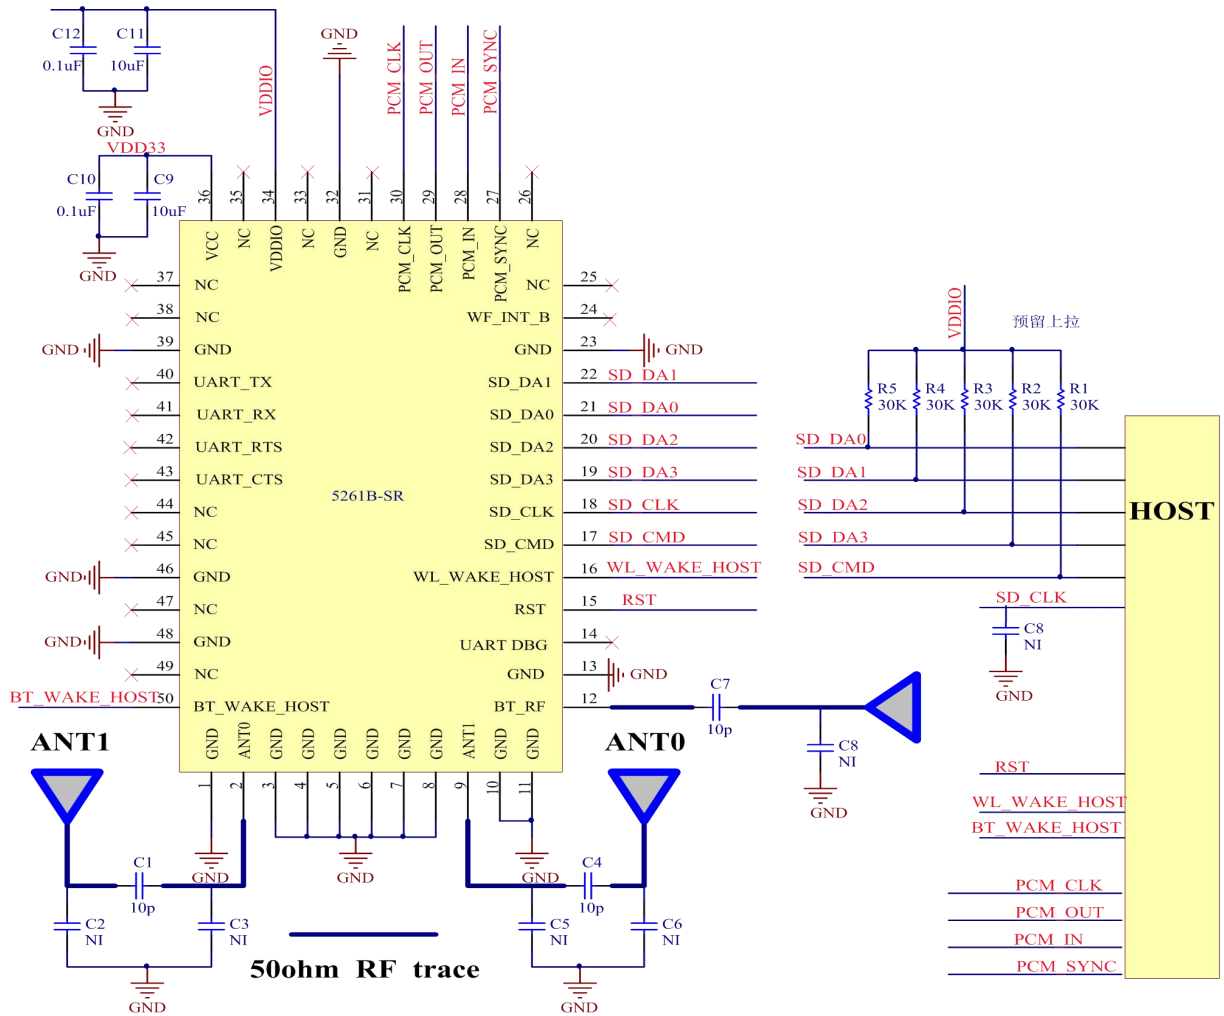 C12
0.1uF
C11
10uF
GND
VDDIO
GND
PCM_CLK
PCM_OUT
PCM_IN
PCM_SYNC
VDD33
C10
0.1uF
C9
10uF
GND
36
35
34
33
32
31
30
29
28
27
26
VCC
NC
VDDIO
NC
GND
NC
PCM_CLK
PCM_OUT
PCM_IN
PCM_SYNC
NC
37 NC
38 NC
GND 39 GND
40 UART_TX
41 UART_RX
42 UART_RTS
43 UART_CTS
44 NC
45 NC
GND 46 GND
47 NC
GND 48 GND
49 NC
BT_WAKE_HOST 50 BT_WAKE_HOST
5261B-SR
NC 25
WF_INT_B 24
GND 23 GND
SD_DA1 22 SD_DA1
SD_DA0 21 SD_DA0
SD_DA2 20 SD_DA2
SD_DA3 19 SD_DA3
SD_CLK 18 SD_CLK
SD_CMD 17 SD_CMD
WL_WAKE_HOST 16 WL_WAKE_HOST
RST 15 RST
UART DBG 14
GND 13 GND
BT_RF 12
C7
10p
C8
NI
GND
GND
ANT0
GND
GND
GND
GND
GND
GND
ANT1
GND
GND
1
2
3
4
5
6
7
8
9
10
11
ANT1
C1
10p
C2
NI
C3
NI
GND
GND
GND
GND
ANT0
C4
10p
C5
NI
C6
NI
GND
50ohm RF trace
VDDIO
预留上拉
R5
30K
R4
30K
R3
30K
R2
30K
R1
30K
SD_DA0
SD_DA1
SD_DA2
SD_DA3
SD_CMD
SD_CLK
C8
NI
GND
HOST
RST
WL_WAKE_HOST
BT_WAKE_HOST
PCM_CLK
PCM_OUT
PCM_IN
PCM_SYNC